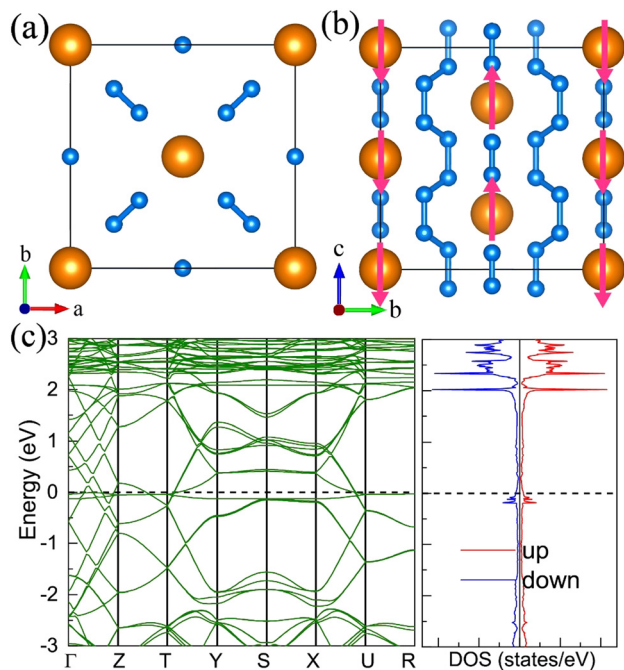 (a)
(b)
b
a
c
b
(c)
3
2
1
0
-1
-2
-3
Energy (eV)
Γ Z T Y S X U R
up
down
DOS (states/eV)